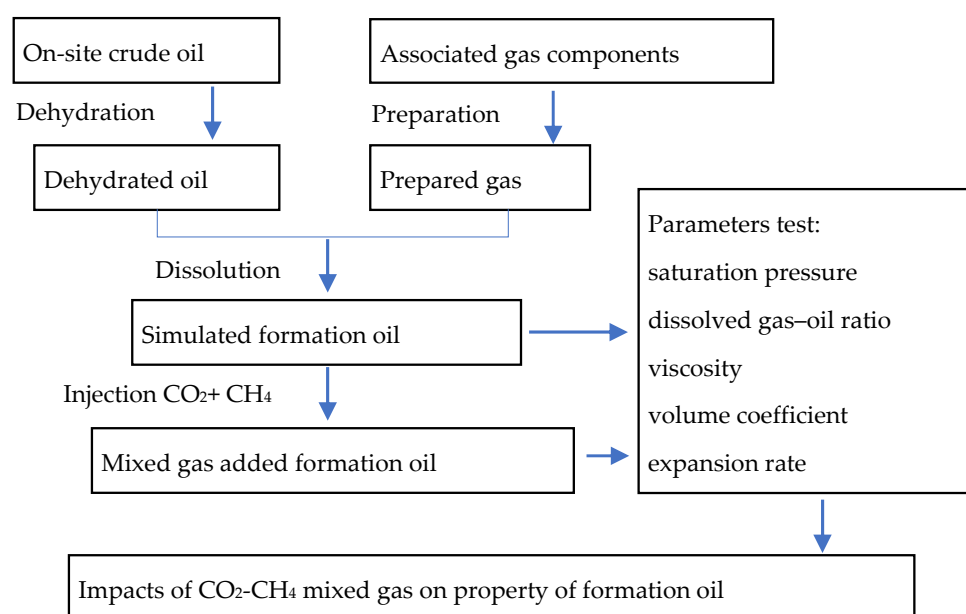 On-site crude oil
Associated gas components
Dehydration
Preparation
Dehydrated oil
Prepared gas
Dissolution
Simulated formation oil
Injection CO₂+ CH₄
Mixed gas added formation oil
Parameters test:
saturation pressure
dissolved gas–oil ratio
viscosity
volume coefficient
expansion rate
Impacts of CO₂-CH₄ mixed gas on property of formation oil